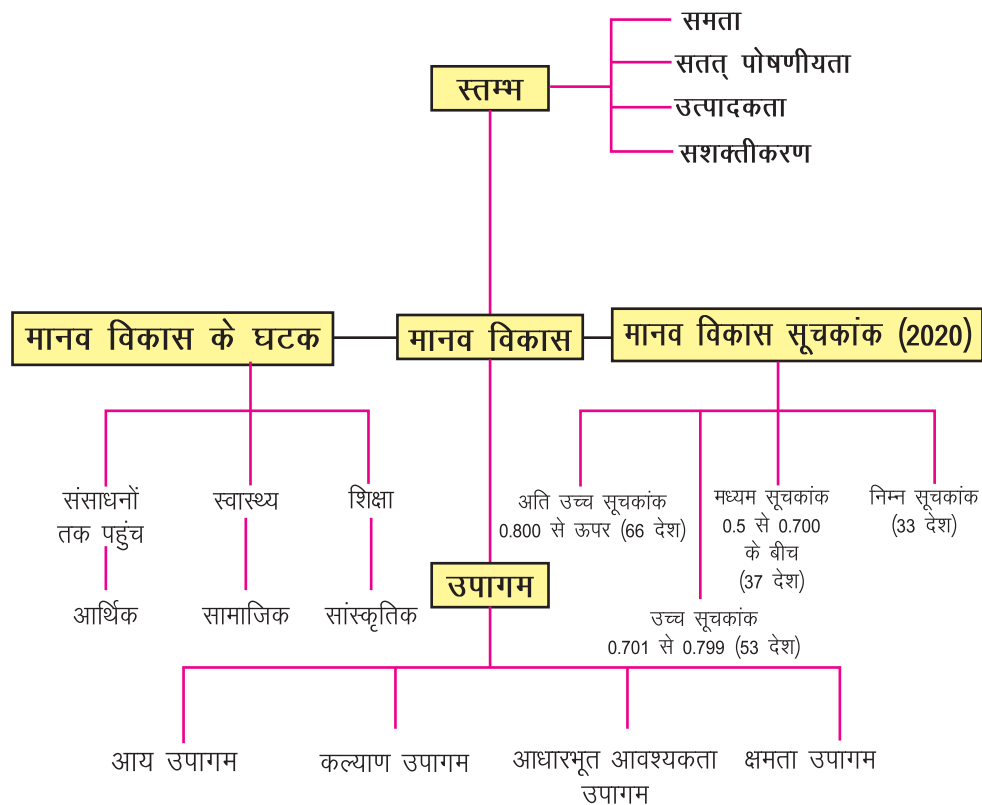 समता
सतत् पोषणीयता
स्तम्भ
उत्पादकता
सशक्तीकरण
मानव विकास के घटक
मानव विकास
मानव विकास सूचकांक (2020)
संसाधनों
तक पहुंच
स्वास्थ्य
शिक्षा
आर्थिक
सामाजिक
सांस्कृतिक
अति उच्च सूचकांक
0.800 से ऊपर (66 देश)
मध्यम सूचकांक
0.5 से 0.700
के बीच
(37 देश)
निम्न सूचकांक
(33 देश)
उच्च सूचकांक
0.701 से 0.799 (53 देश)
उपागम
आय उपागम
कल्याण उपागम
आधारभूत आवश्यकता
उपागम
क्षमता उपागम